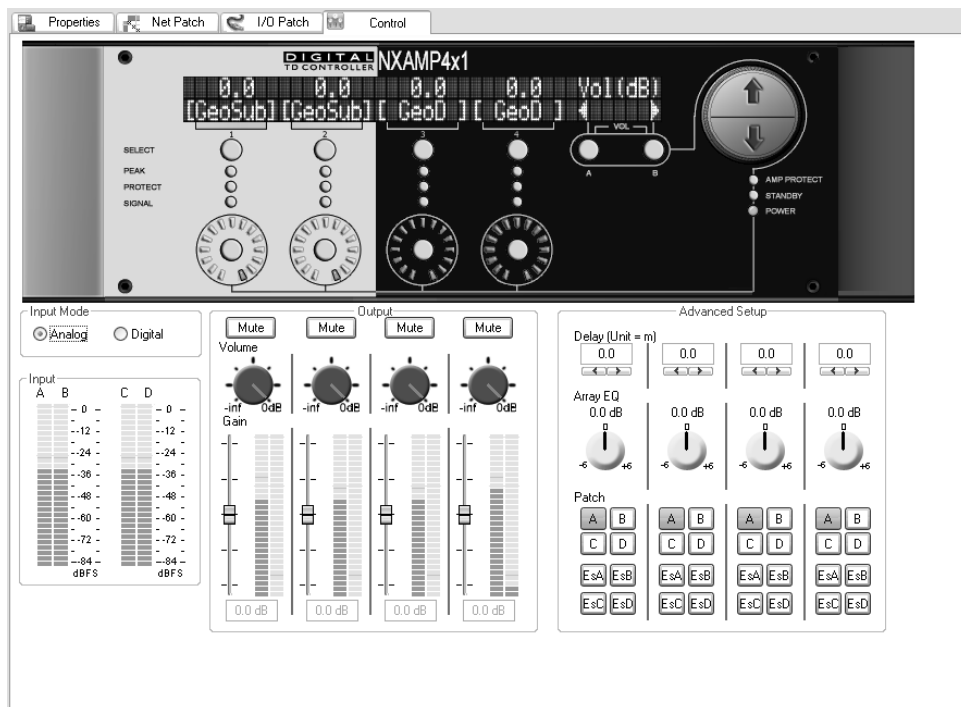 Properties Net Patch I/O Patch Control
DIGITAL NXAMP4x1
TD CONTROLLER
0.0 0.0 0.0 0.0 Vol(dB)
[GeoSub] [GeoSub] [ GeoD ] [ GeoD ]
1 2 3 4 VOL
SELECT
A B
PEAK
PROTECT
SIGNAL
AMP PROTECT
STANDBY
POWER
Input Mode
Analog Digital
Input
A B C D
- 0 - - 0 -
--12 - --12 -
--24 - --24 -
--36 - --36 -
--48 - --48 -
--60 - --60 -
--72 - --72 -
--84 - --84 -
dBFS dBFS
Output
Mute Mute Mute Mute
Volume
-inf 0dB -inf 0dB -inf 0dB -inf 0dB
Gain
0.0 dB 0.0 dB 0.0 dB 0.0 dB
Advanced Setup
Delay (Unit = m)
0.0 0.0 0.0 0.0
Array EQ
0.0 dB 0.0 dB 0.0 dB 0.0 dB
0 0 0 0
-6 +6 -6 +6 -6 +6 -6 +6
Patch
A B A B A B A B
C D C D C D C D
EsA EsB EsA EsB EsA EsB EsA EsB
EsC EsD EsC EsD EsC EsD EsC EsD